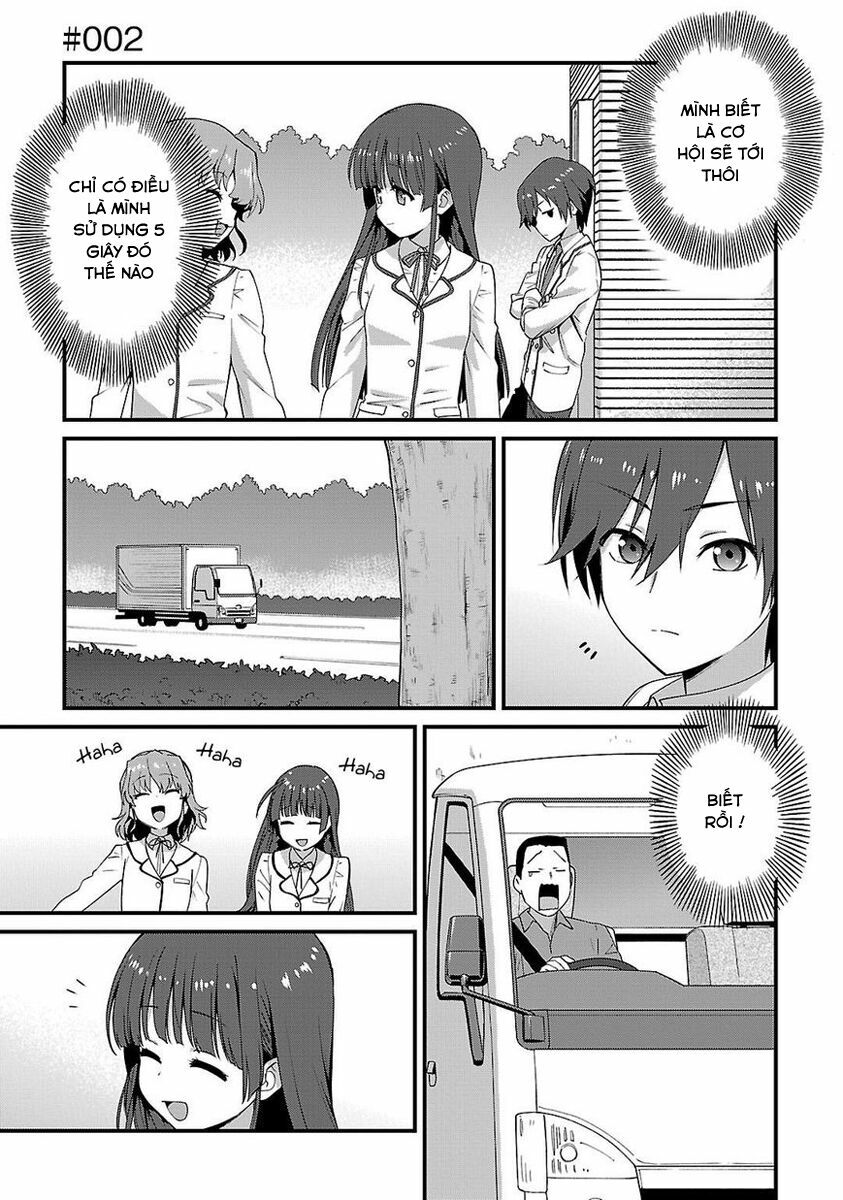 #002
MÌNH BIẾT
LÀ CƠ
HỘI SẼ TỚI
THÔI
CHỈ CÓ ĐIỀU
LÀ MÌNH
SỬ DỤNG 5
GIÂY ĐÓ
THẾ NÀO
BIẾT
RỒI !
Haha
Haha
Haha